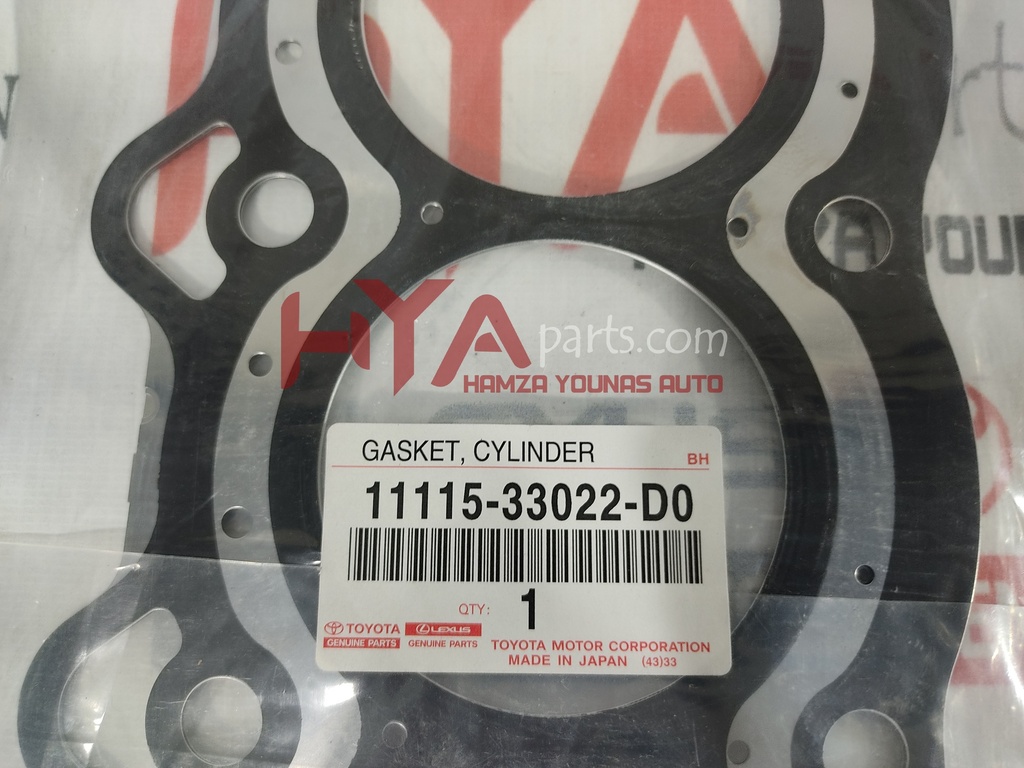 HYA
HYAparts.com
HAMZA YOUNAS AUTO
GASKET, CYLINDER
BH
11115-33022-D0
QTY: 1
TOYOTA LEXUS
GENUINE PARTS GENUINE PARTS
TOYOTA MOTOR CORPORATION
MADE IN JAPAN (43)33